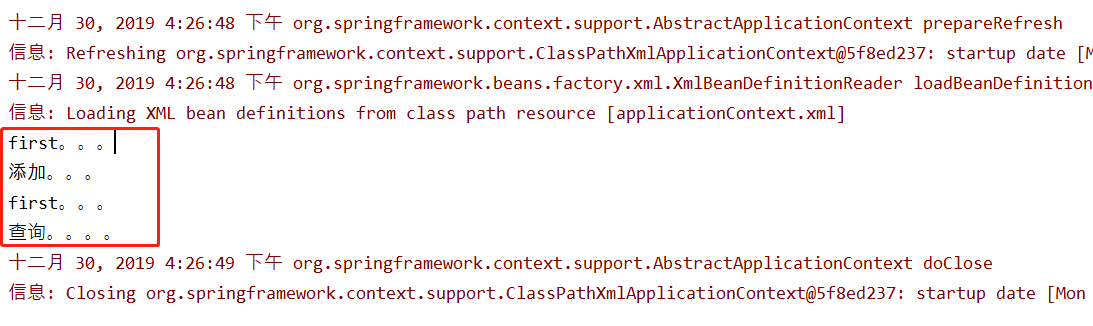 十二月 30, 2019 4:26:48 下午 org.springframework.context.support.AbstractApplicationContext prepareRefresh
信息: Refreshing org.springframework.context.support.ClassPathXmlApplicationContext@5f8ed237: startup date [M
十二月 30, 2019 4:26:48 下午 org.springframework.beans.factory.xml.XmlBeanDefinitionReader loadBeanDefinition
信息: Loading XML bean definitions from class path resource [applicationContext.xml]
first。。。
添加。。。
first。。。
查询。。。。
十二月 30, 2019 4:26:49 下午 org.springframework.context.support.AbstractApplicationContext doClose
信息: Closing org.springframework.context.support.ClassPathXmlApplicationContext@5f8ed237: startup date [Mon